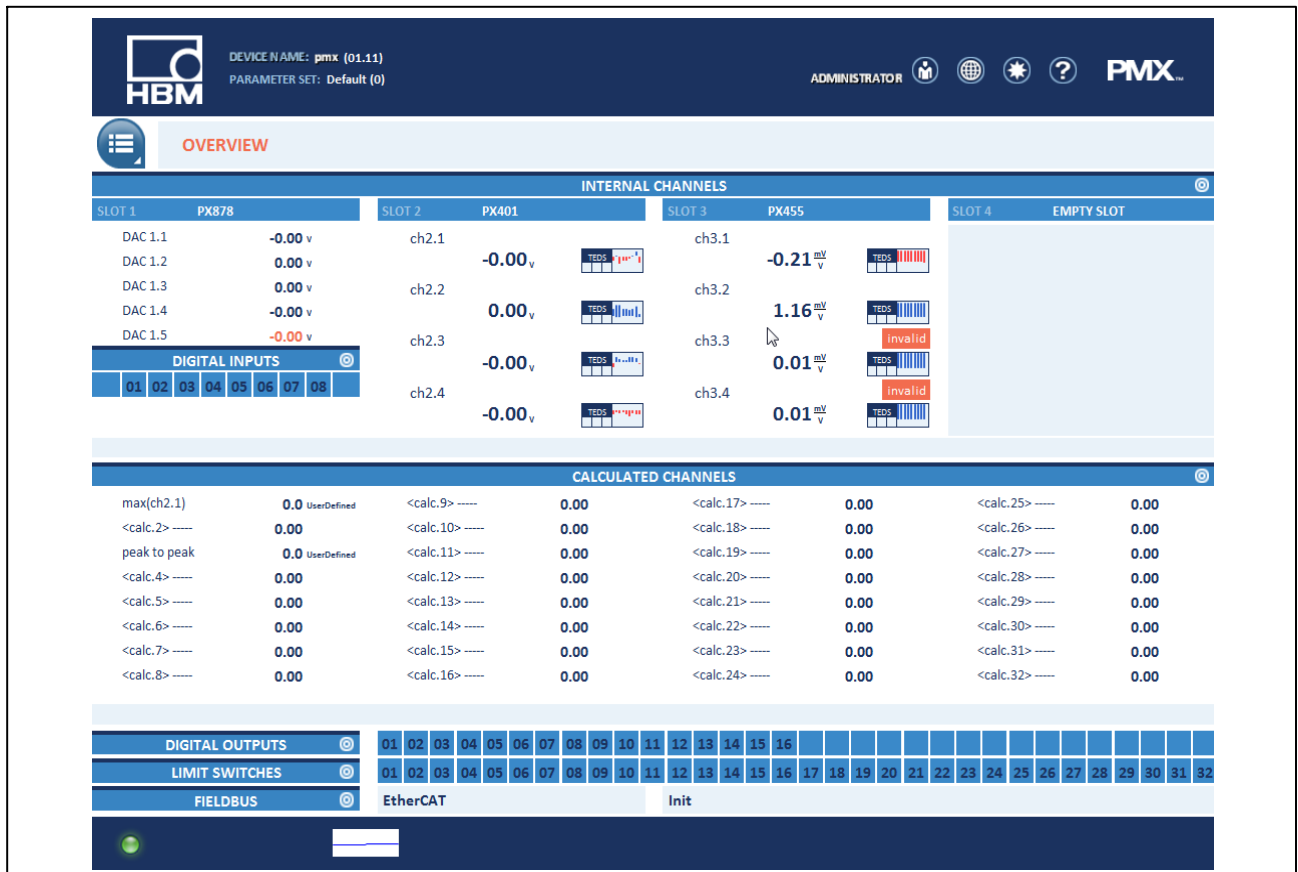 HBM
DEVICE NAME: pmx (01.11)
PARAMETER SET: Default (0)
ADMINISTRATOR
?
PMX™
OVERVIEW
INTERNAL CHANNELS
SLOT 1 PX878
DAC 1.1 -0.00 V
DAC 1.2 0.00 V
DAC 1.3 0.00 V
DAC 1.4 -0.00 V
DAC 1.5 -0.00 V
DIGITAL INPUTS
01 02 03 04 05 06 07 08
SLOT 2 PX401
ch2.1
-0.00 V TEDS
ch2.2
0.00 V TEDS
ch2.3
-0.00 V TEDS
ch2.4
-0.00 V TEDS
SLOT 3 PX455
ch3.1
-0.21 mV/V TEDS
ch3.2
1.16 mV/V TEDS
ch3.3 invalid
0.01 mV/V TEDS
ch3.4 invalid
0.01 mV/V TEDS
SLOT 4 EMPTY SLOT
CALCULATED CHANNELS
max(ch2.1) 0.0 UserDefined
<calc.2> ----- 0.00
peak to peak 0.0 UserDefined
<calc.4> ----- 0.00
<calc.5> ----- 0.00
<calc.6> ----- 0.00
<calc.7> ----- 0.00
<calc.8> ----- 0.00
<calc.9> ----- 0.00
<calc.10> ----- 0.00
<calc.11> ----- 0.00
<calc.12> ----- 0.00
<calc.13> ----- 0.00
<calc.14> ----- 0.00
<calc.15> ----- 0.00
<calc.16> ----- 0.00
<calc.17> ----- 0.00
<calc.18> ----- 0.00
<calc.19> ----- 0.00
<calc.20> ----- 0.00
<calc.21> ----- 0.00
<calc.22> ----- 0.00
<calc.23> ----- 0.00
<calc.24> ----- 0.00
<calc.25> ----- 0.00
<calc.26> ----- 0.00
<calc.27> ----- 0.00
<calc.28> ----- 0.00
<calc.29> ----- 0.00
<calc.30> ----- 0.00
<calc.31> ----- 0.00
<calc.32> ----- 0.00
DIGITAL OUTPUTS 01 02 03 04 05 06 07 08 09 10 11 12 13 14 15 16
LIMIT SWITCHES 01 02 03 04 05 06 07 08 09 10 11 12 13 14 15 16 17 18 19 20 21 22 23 24 25 26 27 28 29 30 31 32
FIELDBUS EtherCAT Init